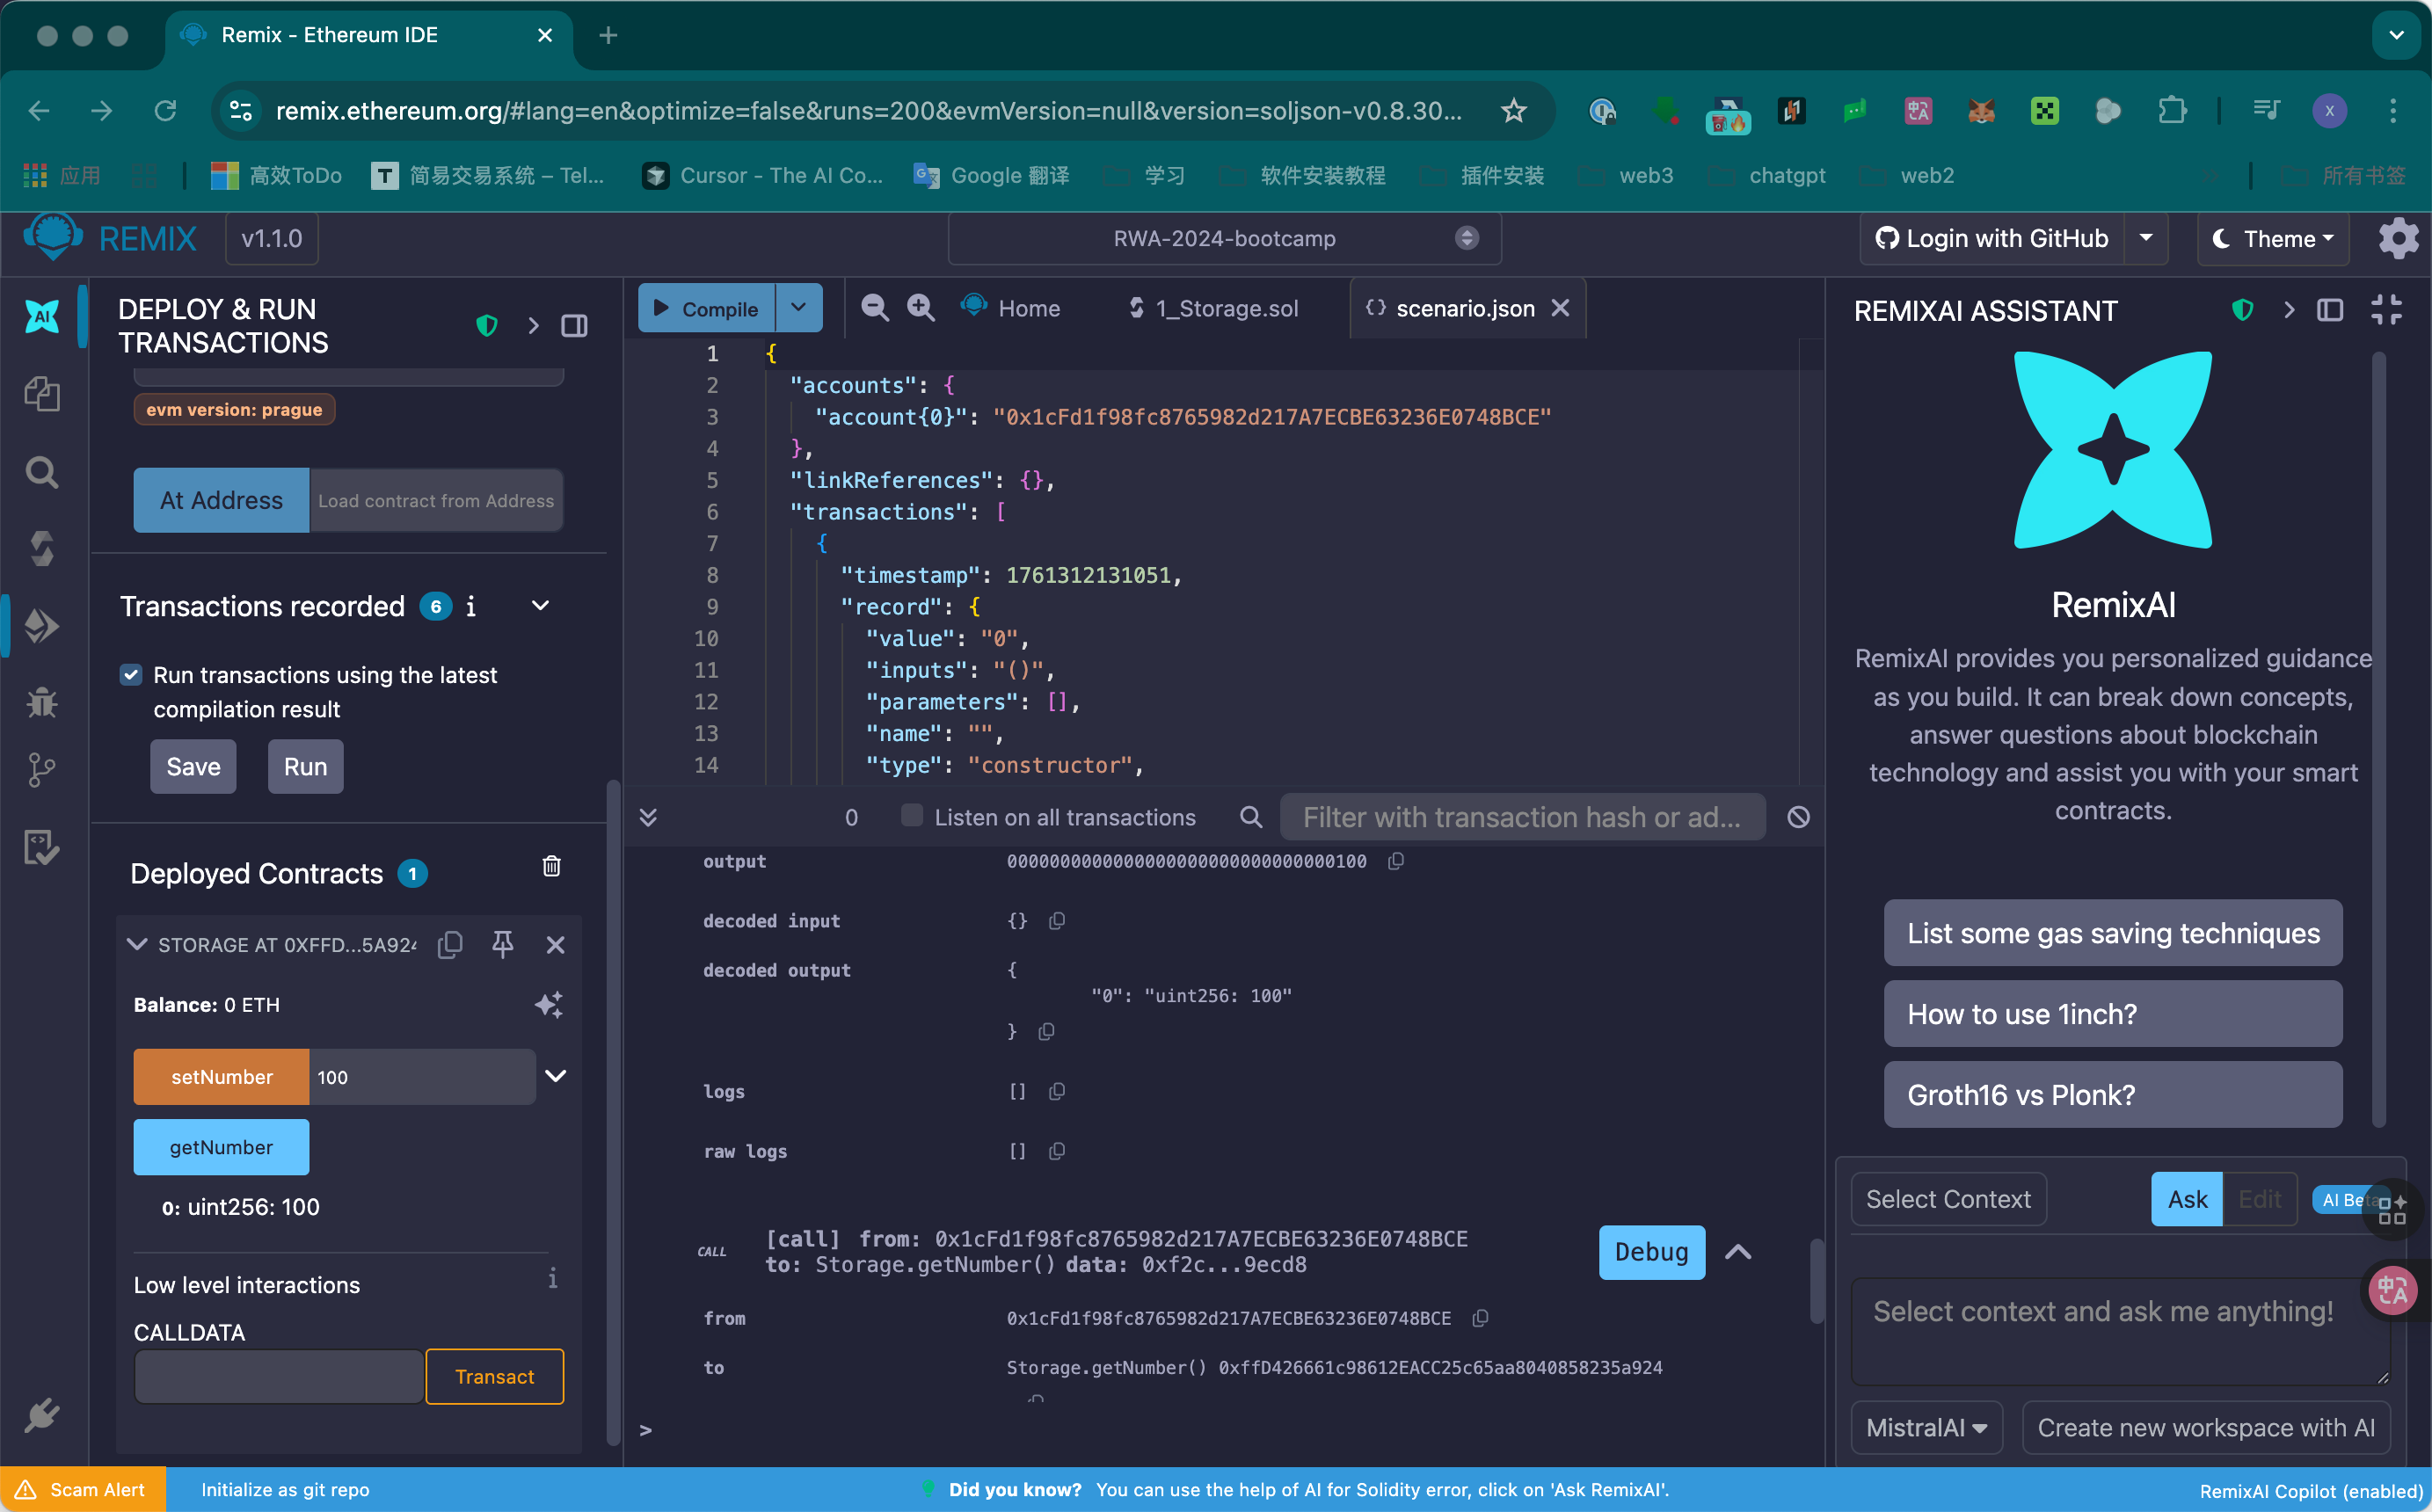 Remix - Ethereum IDE
remix.ethereum.org/#lang=en&optimize=false&runs=200&evmVersion=null&version=soljson-v0.8.30...
X
应用
高效ToDo
T 简易交易系统 – Tel...
Cursor - The AI Co...
Google 翻译
学习
软件安装教程
插件安装
web3
chatgpt
web2
所有书签
REMIX
v1.1.0
RWA-2024-bootcamp
Login with GitHub
Theme
AI
DEPLOY & RUN
TRANSACTIONS
evm version: prague
At Address
Load contract from Address
Transactions recorded 6 i
Run transactions using the latest
compilation result
Save
Run
Deployed Contracts 1
STORAGE AT 0XFFD...5A924
Balance: 0 ETH
setNumber
100
getNumber
0: uint256: 100
Low level interactions i
CALLDATA
Transact
Compile
Home
1_Storage.sol
{} scenario.json
1 {
2 "accounts": {
3 "account{0}": "0x1cFd1f98fc8765982d217A7ECBE63236E0748BCE"
4 },
5 "linkReferences": {},
6 "transactions": [
7 {
8 "timestamp": 1761312131051,
9 "record": {
10 "value": "0",
11 "inputs": "()",
12 "parameters": [],
13 "name": "",
14 "type": "constructor",
0
Listen on all transactions
Filter with transaction hash or ad...
output 00000000000000000000000000000100
decoded input {}
decoded output {
"0": "uint256: 100"
}
logs []
raw logs []
CALL
[call] from: 0x1cFd1f98fc8765982d217A7ECBE63236E0748BCE
to: Storage.getNumber() data: 0xf2c...9ecd8
Debug
from 0x1cFd1f98fc8765982d217A7ECBE63236E0748BCE
to Storage.getNumber() 0xffD426661c98612EACC25c65aa8040858235a924
>
REMIXAI ASSISTANT
RemixAI
RemixAI provides you personalized guidance
as you build. It can break down concepts,
answer questions about blockchain
technology and assist you with your smart
contracts.
List some gas saving techniques
How to use 1inch?
Groth16 vs Plonk?
Select Context
Ask
Edit
AI Beta
Select context and ask me anything!
MistralAI
Create new workspace with AI
Scam Alert
Initialize as git repo
Did you know? You can use the help of AI for Solidity error, click on 'Ask RemixAI'.
RemixAI Copilot (enabled)